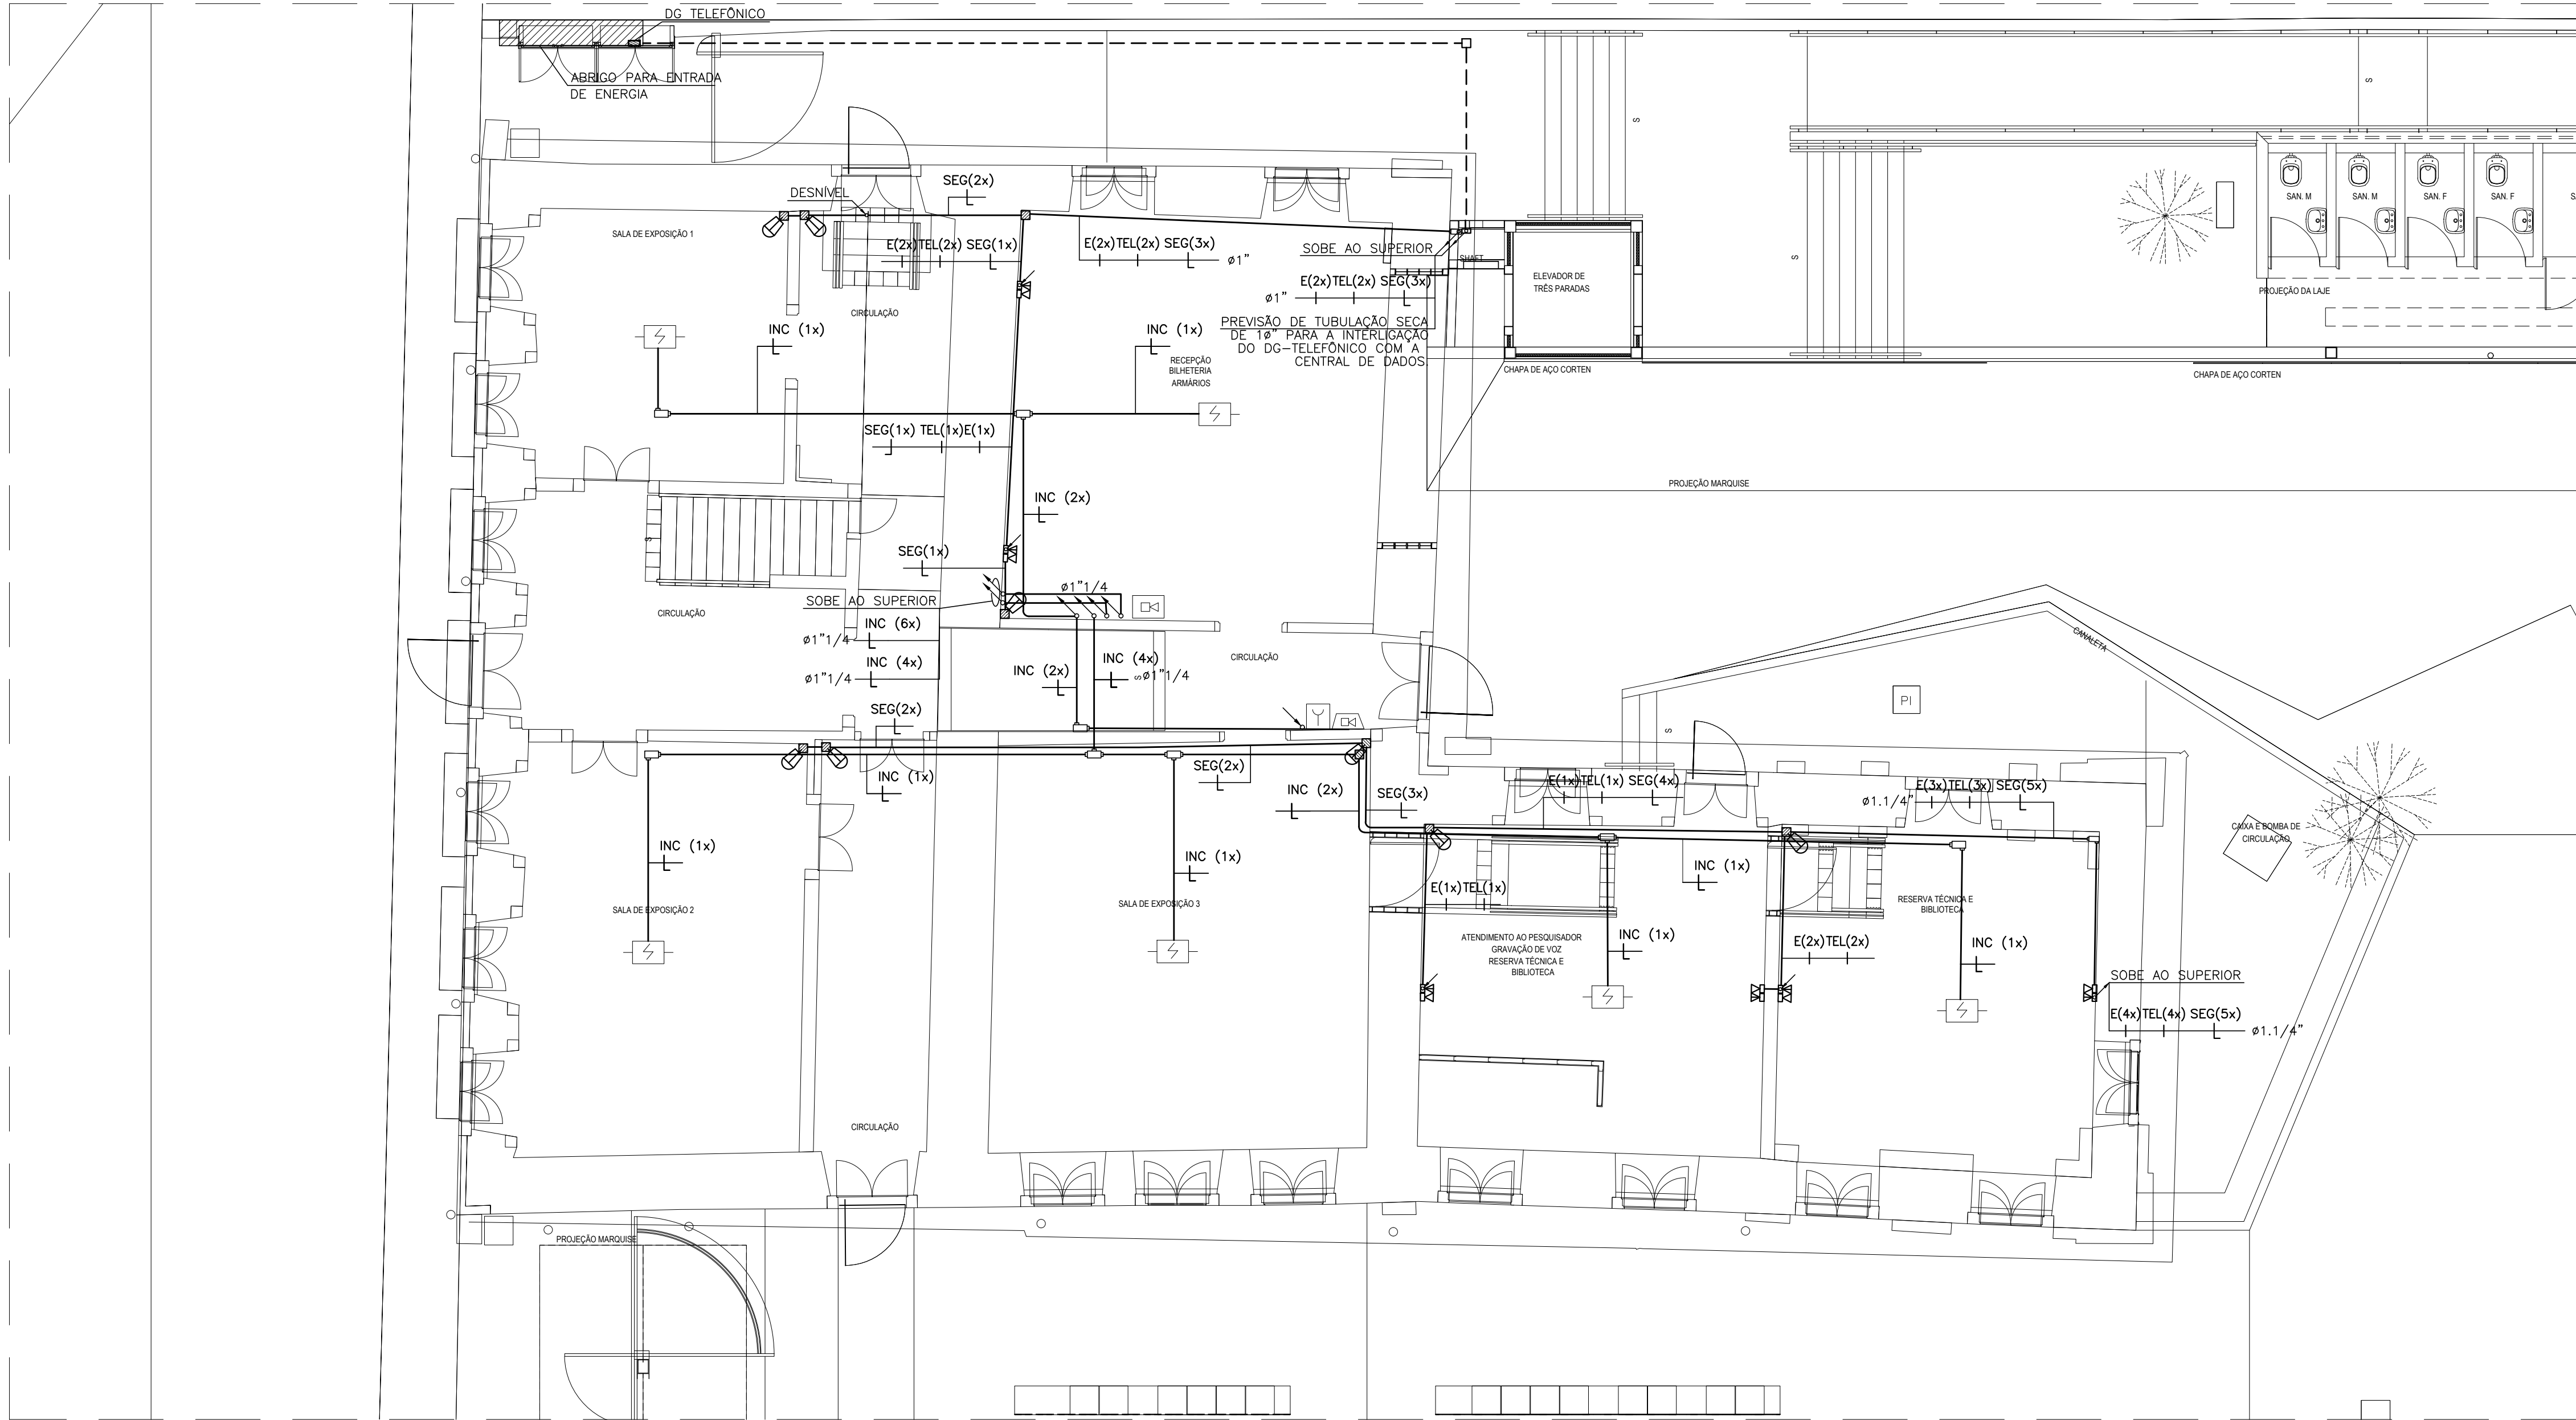 DG TELEFÔNICO
ABRIGO PARA ENTRADA
DE ENERGIA
S
S
SAN. M
SAN. M
SAN. F
SAN. F
DESNÍVEL
SEG(2x)
SALA DE EXPOSIÇÃO 1
E(2x)TEL(2x) SEG(1x)
E(2x)TEL(2x) SEG(3x)
ø1"
SOBE AO SUPERIOR
SHAFT
S
ELEVADOR DE
TRÊS PARADAS
E(2x)TEL(2x) SEG(3x)
ø1"
PROJEÇÃO DA LAJE
CIRCULAÇÃO
PREVISÃO DE TUBULAÇÃO SECA
DE 1ø" PARA A INTERLIGAÇÃO
DO DG-TELEFÔNICO COM A
CENTRAL DE DADOS.
INC (1x)
INC (1x)
RECEPÇÃO
BILHETERIA
ARMÁRIOS
CHAPA DE AÇO CORTEN
CHAPA DE AÇO CORTEN
SEG(1x) TEL(1x)E(1x)
PROJEÇÃO MARQUISE
INC (2x)
S
SEG(1x)
ø1"1/4
SOBE AO SUPERIOR
CIRCULAÇÃO
INC (6x)
ø1"1/4
CANALETA
INC (4x)
ø1"1/4
INC (2x)
INC (4x)
S
ø1"1/4
CIRCULAÇÃO
PI
SEG(2x)
S
SEG(2x)
INC (1x)
INC (2x)
SEG(3x)
E(1x)TEL(1x) SEG(4x)
E(3x)TEL(3x) SEG(5x)
ø1.1/4"
CAIXA E BOMBA DE
CIRCULAÇÃO
INC (1x)
INC (1x)
INC (1x)
E(1x)TEL(1x)
SALA DE EXPOSIÇÃO 2
SALA DE EXPOSIÇÃO 3
RESERVA TÉCNICA E
BIBLIOTECA
ATENDIMENTO AO PESQUISADOR
GRAVAÇÃO DE VOZ
RESERVA TÉCNICA E
BIBLIOTECA
INC (1x)
E(2x)TEL(2x)
INC (1x)
SOBE AO SUPERIOR
E(4x)TEL(4x) SEG(5x)
ø1.1/4"
CIRCULAÇÃO
PROJEÇÃO MARQUISE